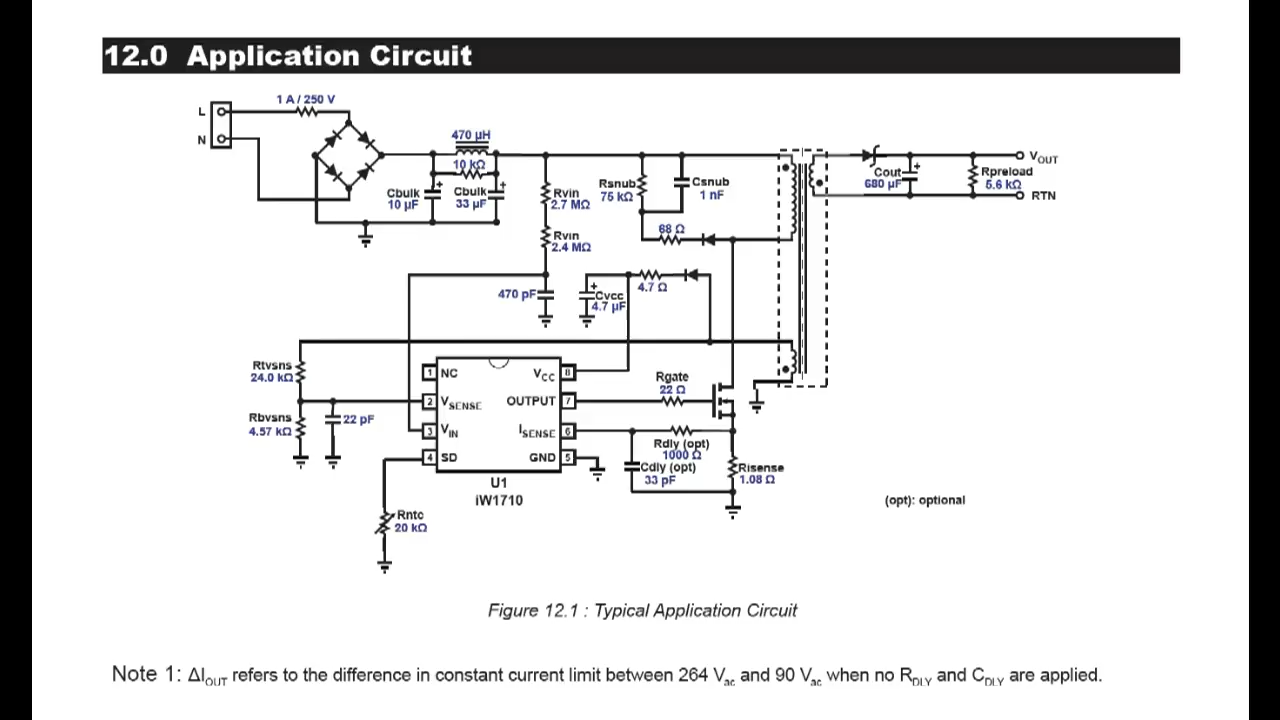 12.0 Application Circuit
1 A / 250 V
L
N
470 µH
10 kΩ
Cbulk
10 µF
Cbulk
33 µF
Rvin
2.7 MΩ
Rvin
2.4 MΩ
470 pF
Rsnub
75 kΩ
Csnub
1 nF
68 Ω
Cvcc
4.7 µF
4.7 Ω
Cout
680 µF
Rpreload
5.6 kΩ
VOUT
RTN
Rtvsns
24.0 kΩ
Rbvsns
4.57 kΩ
22 pF
1 NC
2 VSENSE
3 VIN
4 SD
VCC 8
OUTPUT 7
ISENSE 6
GND 5
U1
iW1710
Rgate
22 Ω
Rdly (opt)
1000 Ω
Cdly (opt)
33 pF
Risense
1.08 Ω
Rntc
20 kΩ
(opt): optional
Figure 12.1 : Typical Application Circuit
Note 1: ΔIOUT refers to the difference in constant current limit between 264 Vac and 90 Vac when no RDLY and CDLY are applied.